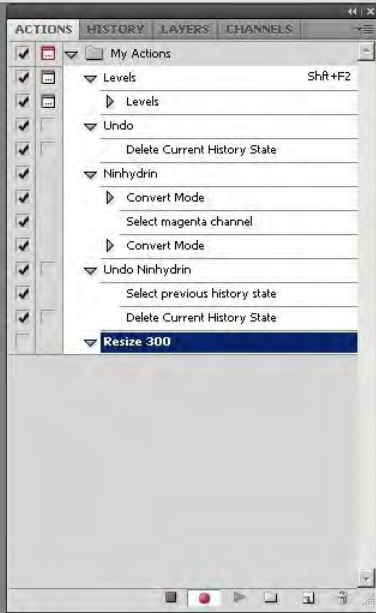 ACTIONS HISTORY LAYERS CHANNELS
My Actions
Levels Shft+F2
Levels
Undo
Delete Current History State
Ninhydrin
Convert Mode
Select magenta channel
Convert Mode
Undo Ninhydrin
Select previous history state
Delete Current History State
Resize 300